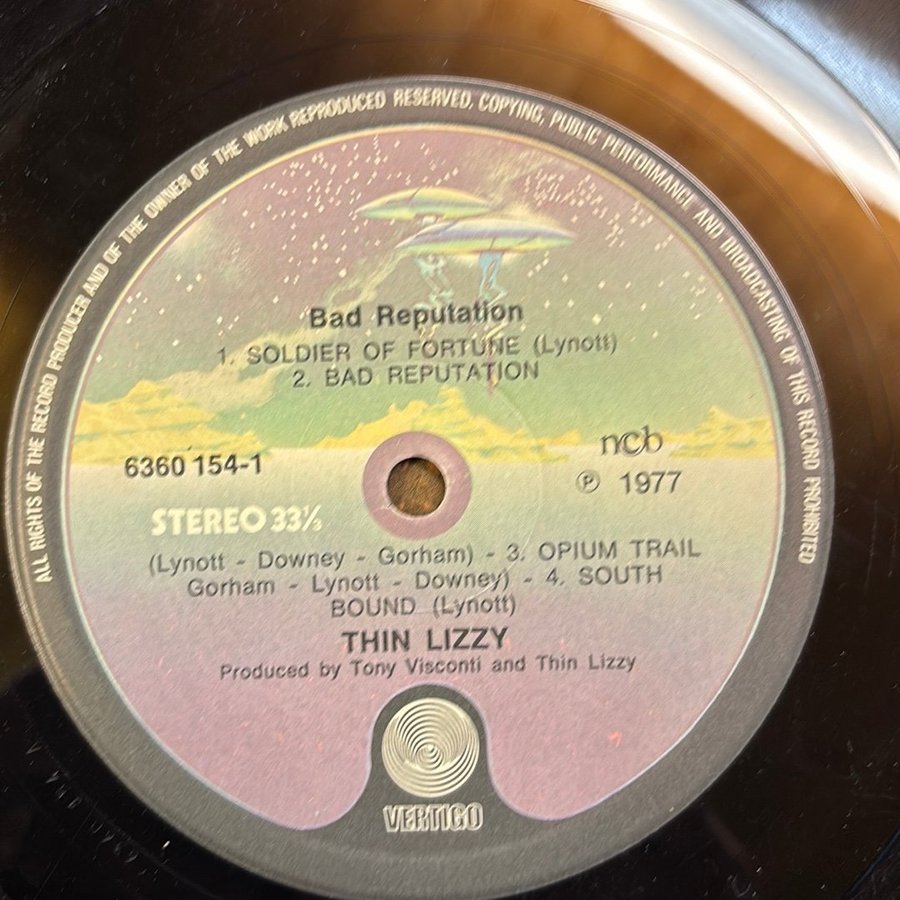 ALL RIGHTS OF THE RECORD PRODUCER AND OF THE OWNER OF THE WORK REPRODUCED RESERVED. COPYING, PUBLIC PERFORMANCE AND BROADCASTING OF THIS RECORD PROHIBITED
Bad Reputation
1. SOLDIER OF FORTUNE (Lynott)
2. BAD REPUTATION
6360 154-1
ncb
℗ 1977
STEREO 33⅓
(Lynott - Downey - Gorham) - 3. OPIUM TRAIL
Gorham - Lynott - Downey) - 4. SOUTH
BOUND (Lynott)
THIN LIZZY
Produced by Tony Visconti and Thin Lizzy
VERTIGO